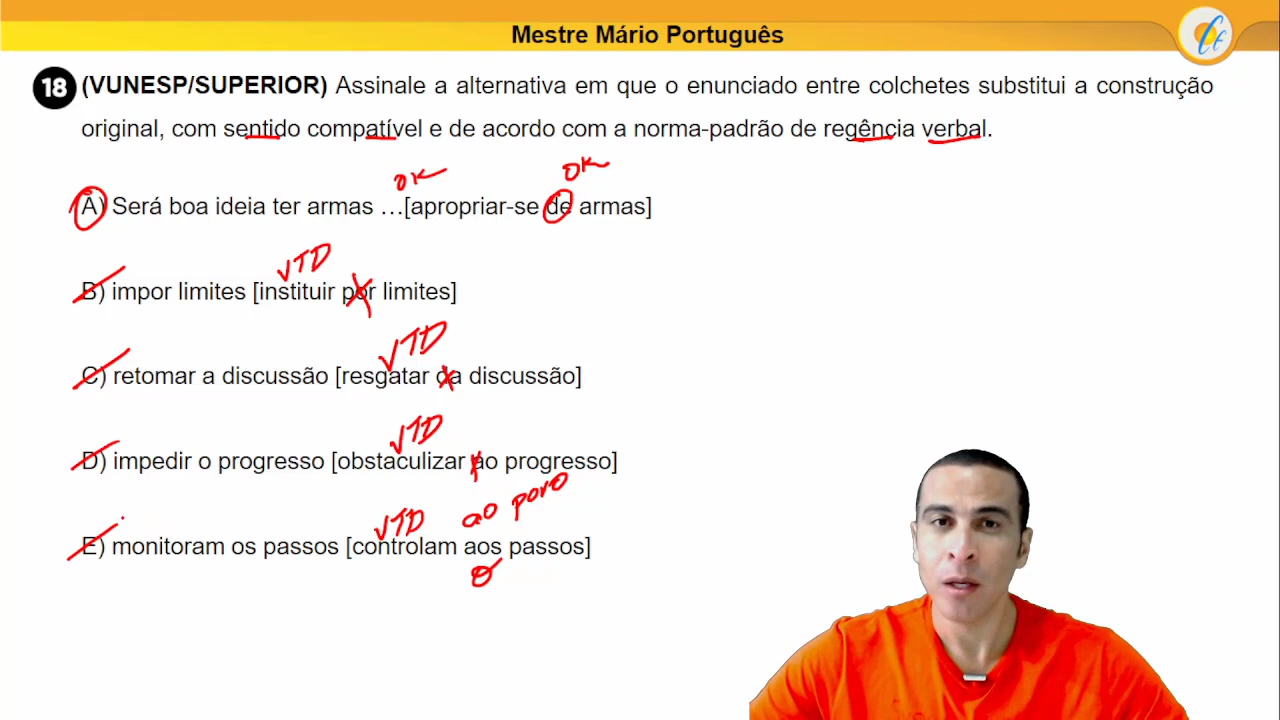 Mestre Mário Português
18 (VUNESP/SUPERIOR) Assinale a alternativa em que o enunciado entre colchetes substitui a construção
original, com sentido compatível e de acordo com a norma-padrão de regência verbal.
OK
OK
A) Será boa ideia ter armas …[apropriar-se de armas]
VTD
B) impor limites [instituir por limites]
VTD
C) retomar a discussão [resgatar da discussão]
VTD
D) impedir o progresso [obstaculizar ao progresso]
VTD ao povo
E) monitoram os passos [controlam aos passos]